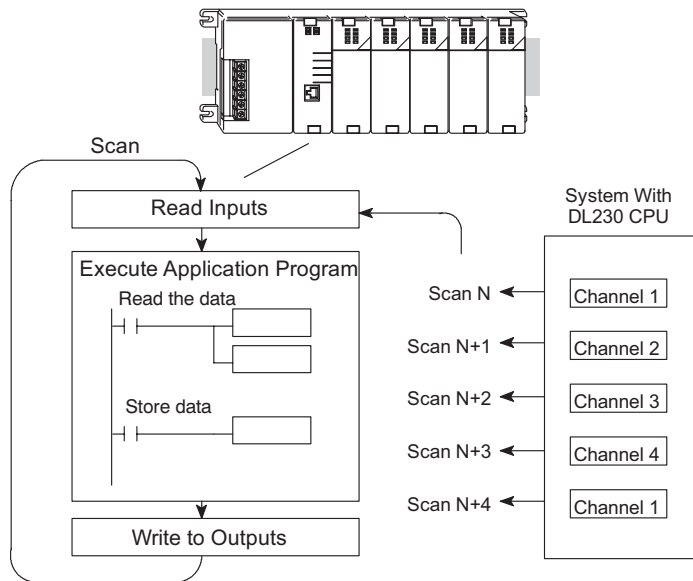 Scan
Read Inputs
Execute Application Program
Read the data
Store data
Write to Outputs
System With
DL230 CPU
Scan N
Channel 1
Scan N+1
Channel 2
Scan N+2
Channel 3
Scan N+3
Channel 4
Scan N+4
Channel 1